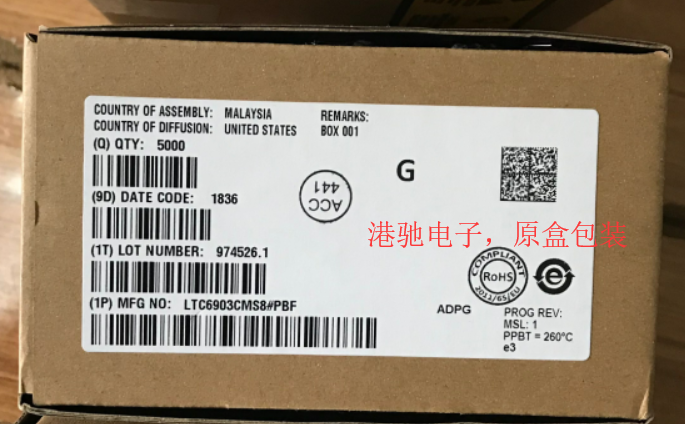 COUNTRY OF ASSEMBLY: MALAYSIA REMARKS:
COUNTRY OF DIFFUSION: UNITED STATES BOX 001
(Q) QTY: 5000
G
ACC
441
(9D) DATE CODE: 1836
港驰电子，原盒包装
(1T) LOT NUMBER: 974526.1
COMPLIANT
RoHS
2011/65/EU
e
(1P) MFG NO: LTC6903CMS8#PBF
ADPG
PROG REV:
MSL: 1
PPBT = 260°C
e3